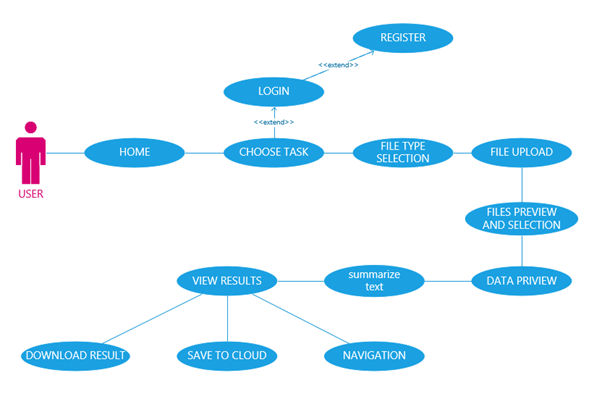 REGISTER
<<extend>>
LOGIN
<<extend>>
USER
HOME
CHOOSE TASK
FILE TYPE
SELECTION
FILE UPLOAD
FILES PREVIEW
AND SELECTION
VIEW RESULTS
summarize
text
DATA PRIVIEW
DOWNLOAD RESULT
SAVE TO CLOUD
NAVIGATION